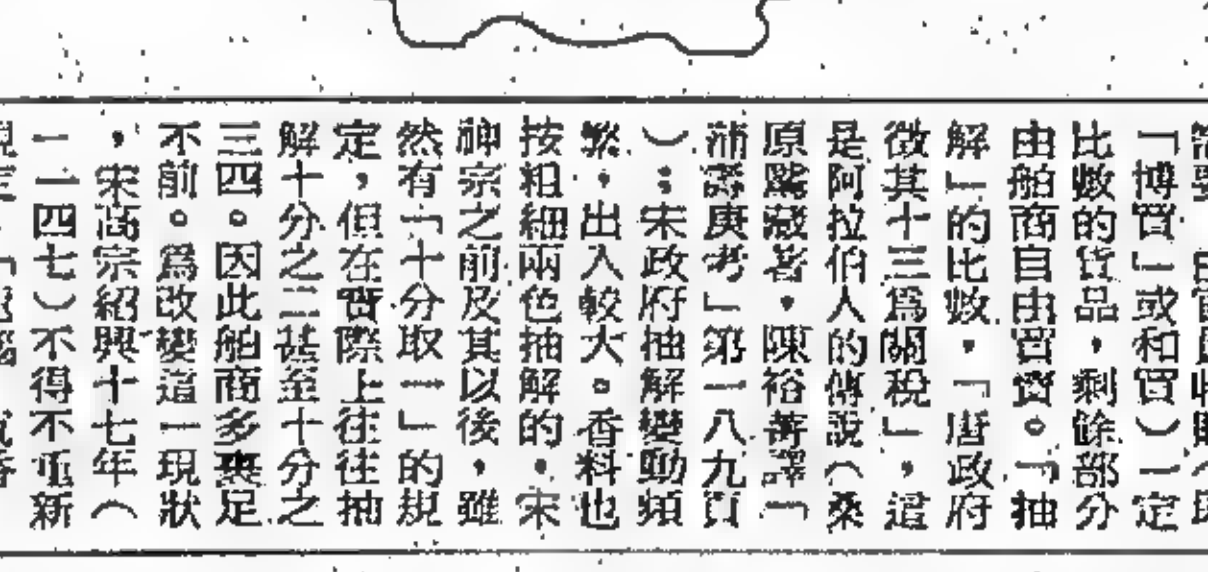 「博買」或和買）一定
比數的貨品，剩餘部分
由舶商自由買賣。「抽
解」的比數，「唐政府
徵其十三爲關稅」，這
是阿拉伯人的傳說（桑
原騭藏著，陳裕菁譯「
蒲壽庚考」第一八九頁
）：宋政府抽解變動頻
繁，出入較大。香料也
按粗細兩色抽解的，宋
神宗之前及其以後，雖
然有「十分取一」的規
定，但在實際上往往抽
解十分之二甚至十分之
三四。因此舶商多裹足
不前。爲改變這一現狀
，宋高宗紹興十七年（
一一四七）不得不重新